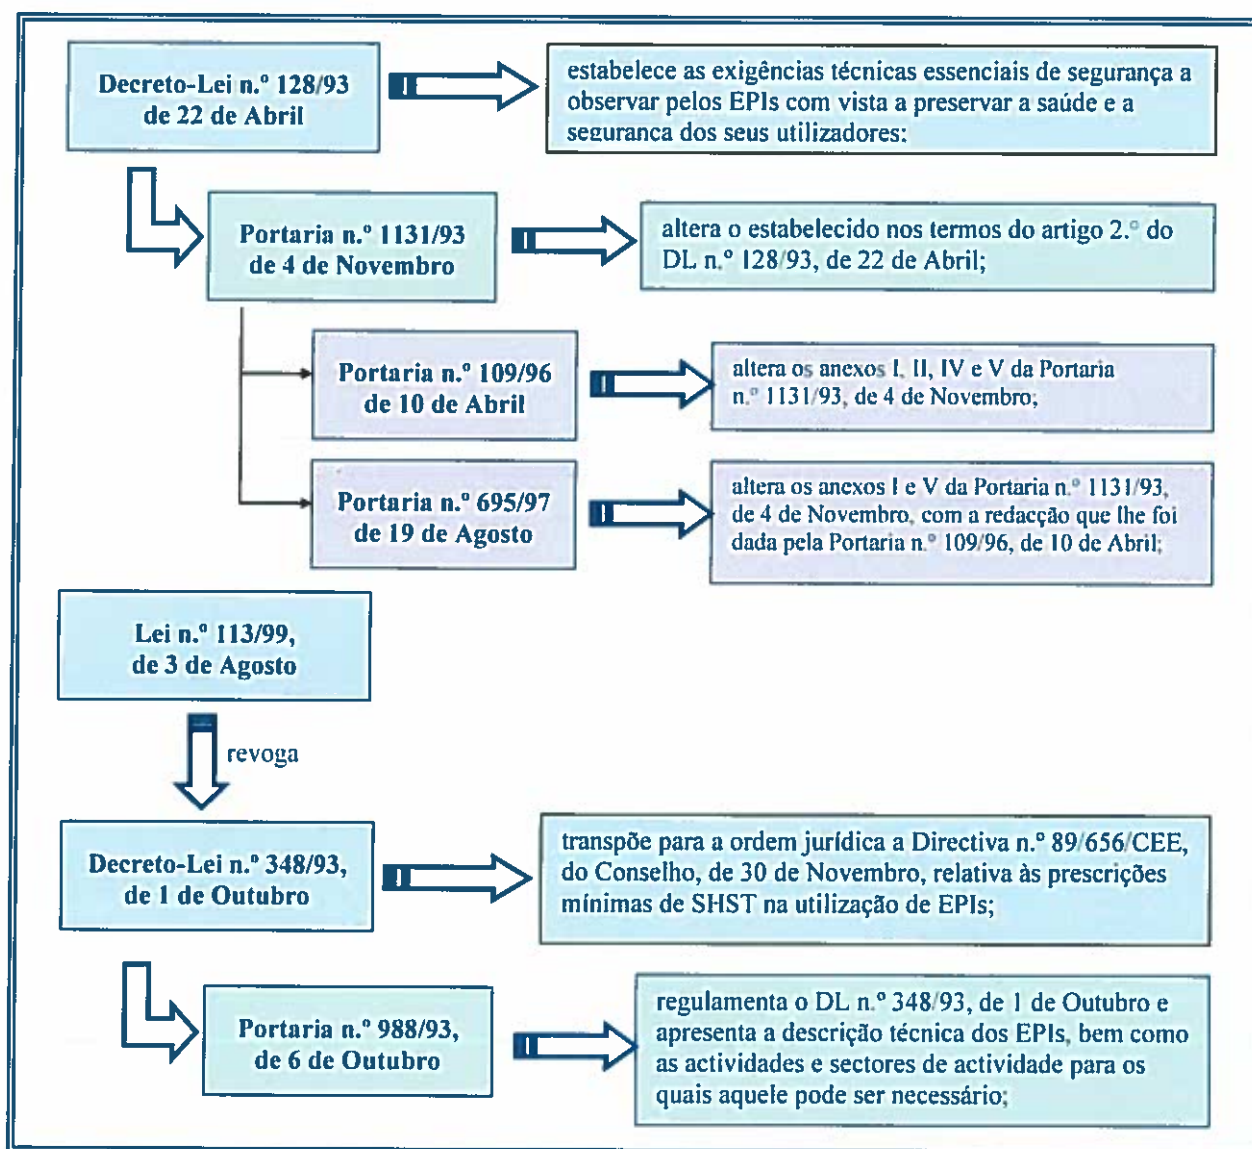 Decreto-Lei n.º 128/93
de 22 de Abril
estabelece as exigências técnicas essenciais de segurança a
observar pelos EPIs com vista a preservar a saúde e a
segurança dos seus utilizadores;
Portaria n.º 1131/93
de 4 de Novembro
altera o estabelecido nos termos do artigo 2.º do
DL n.º 128/93, de 22 de Abril;
Portaria n.º 109/96
de 10 de Abril
altera os anexos I, II, IV e V da Portaria
n.º 1131/93, de 4 de Novembro;
Portaria n.º 695/97
de 19 de Agosto
altera os anexos I e V da Portaria n.º 1131/93,
de 4 de Novembro, com a redacção que lhe foi
dada pela Portaria n.º 109/96, de 10 de Abril;
Lei n.º 113/99,
de 3 de Agosto
revoga
Decreto-Lei n.º 348/93,
de 1 de Outubro
transpõe para a ordem jurídica a Directiva n.º 89/656/CEE,
do Conselho, de 30 de Novembro, relativa às prescrições
mínimas de SHST na utilização de EPIs;
Portaria n.º 988/93,
de 6 de Outubro
regulamenta o DL n.º 348/93, de 1 de Outubro e
apresenta a descrição técnica dos EPIs, bem como
as actividades e sectores de actividade para os
quais aquele pode ser necessário;